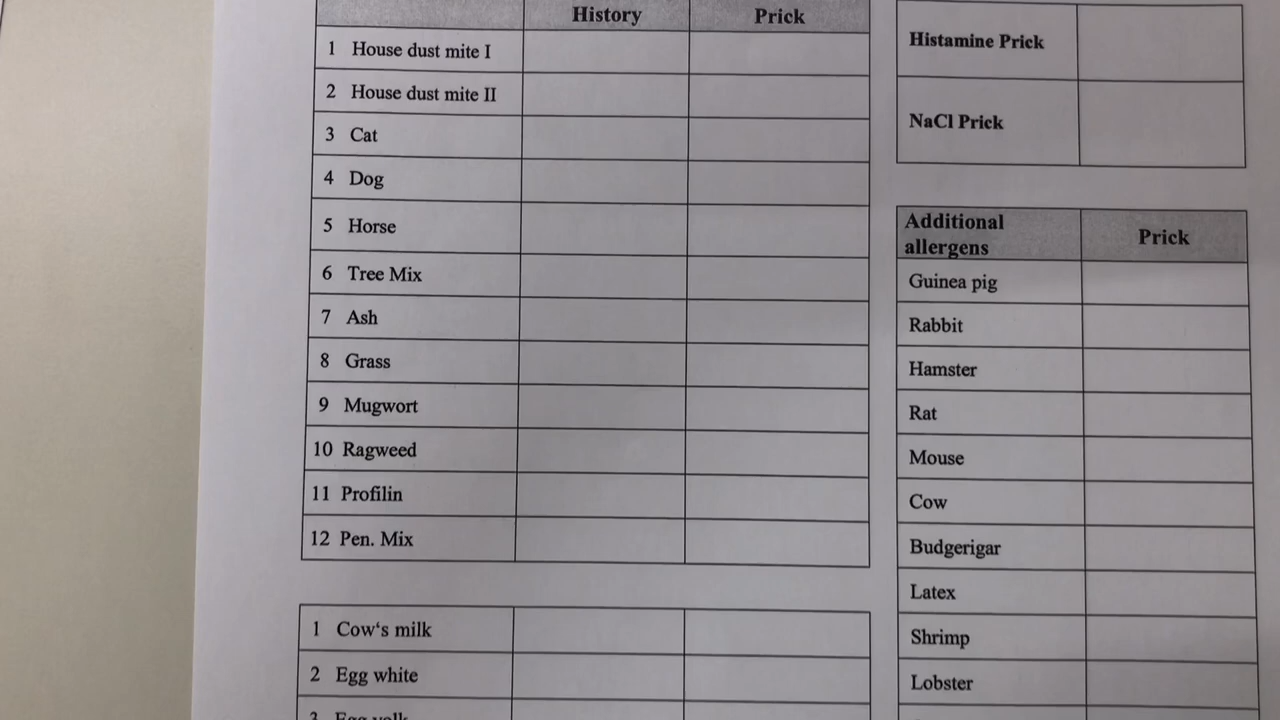 History Prick
1 House dust mite I
2 House dust mite II
3 Cat
4 Dog
5 Horse
6 Tree Mix
7 Ash
8 Grass
9 Mugwort
10 Ragweed
11 Profilin
12 Pen. Mix
1 Cow‘s milk
2 Egg white
3 Egg yolk
Histamine Prick
NaCl Prick
Additional
allergens
Prick
Guinea pig
Rabbit
Hamster
Rat
Mouse
Cow
Budgerigar
Latex
Shrimp
Lobster